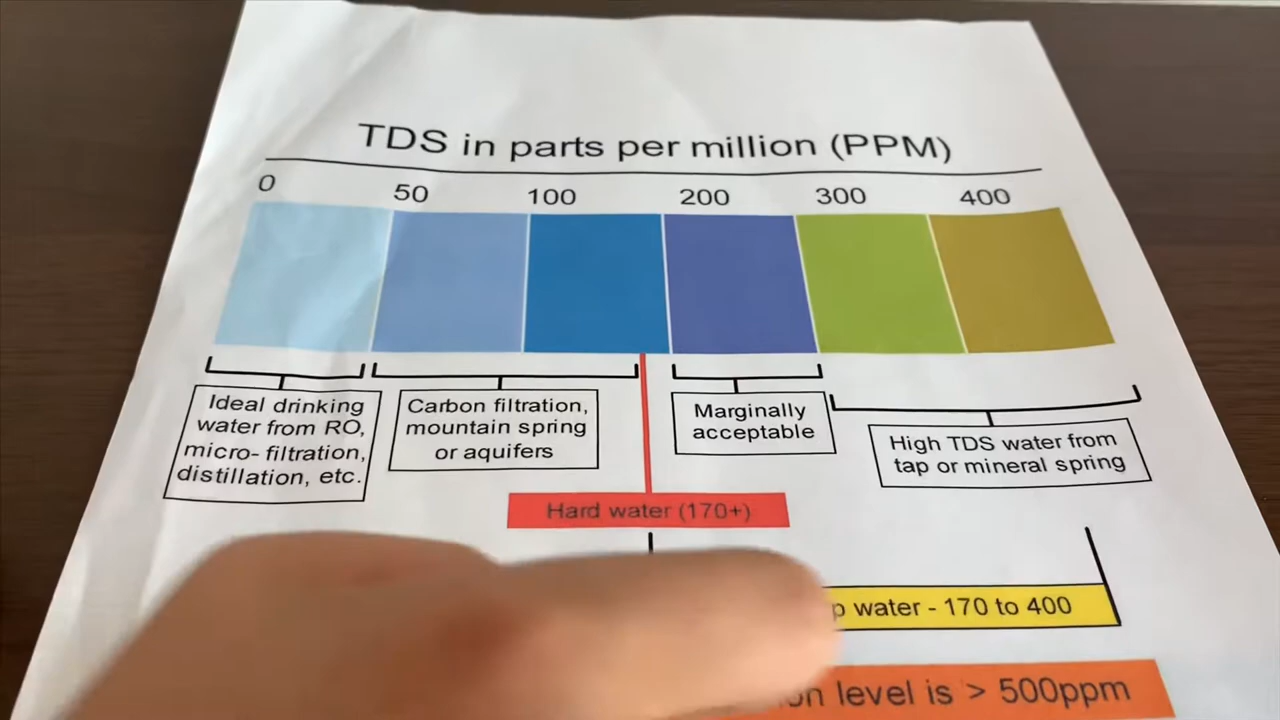 TDS in parts per million (PPM)
0 50 100 200 300 400
Ideal drinking
water from RO,
micro- filtration,
distillation, etc.
Carbon filtration,
mountain spring
or aquifers
Marginally
acceptable
High TDS water from
tap or mineral spring
Hard water (170+)
water - 170 to 400
level is > 500ppm